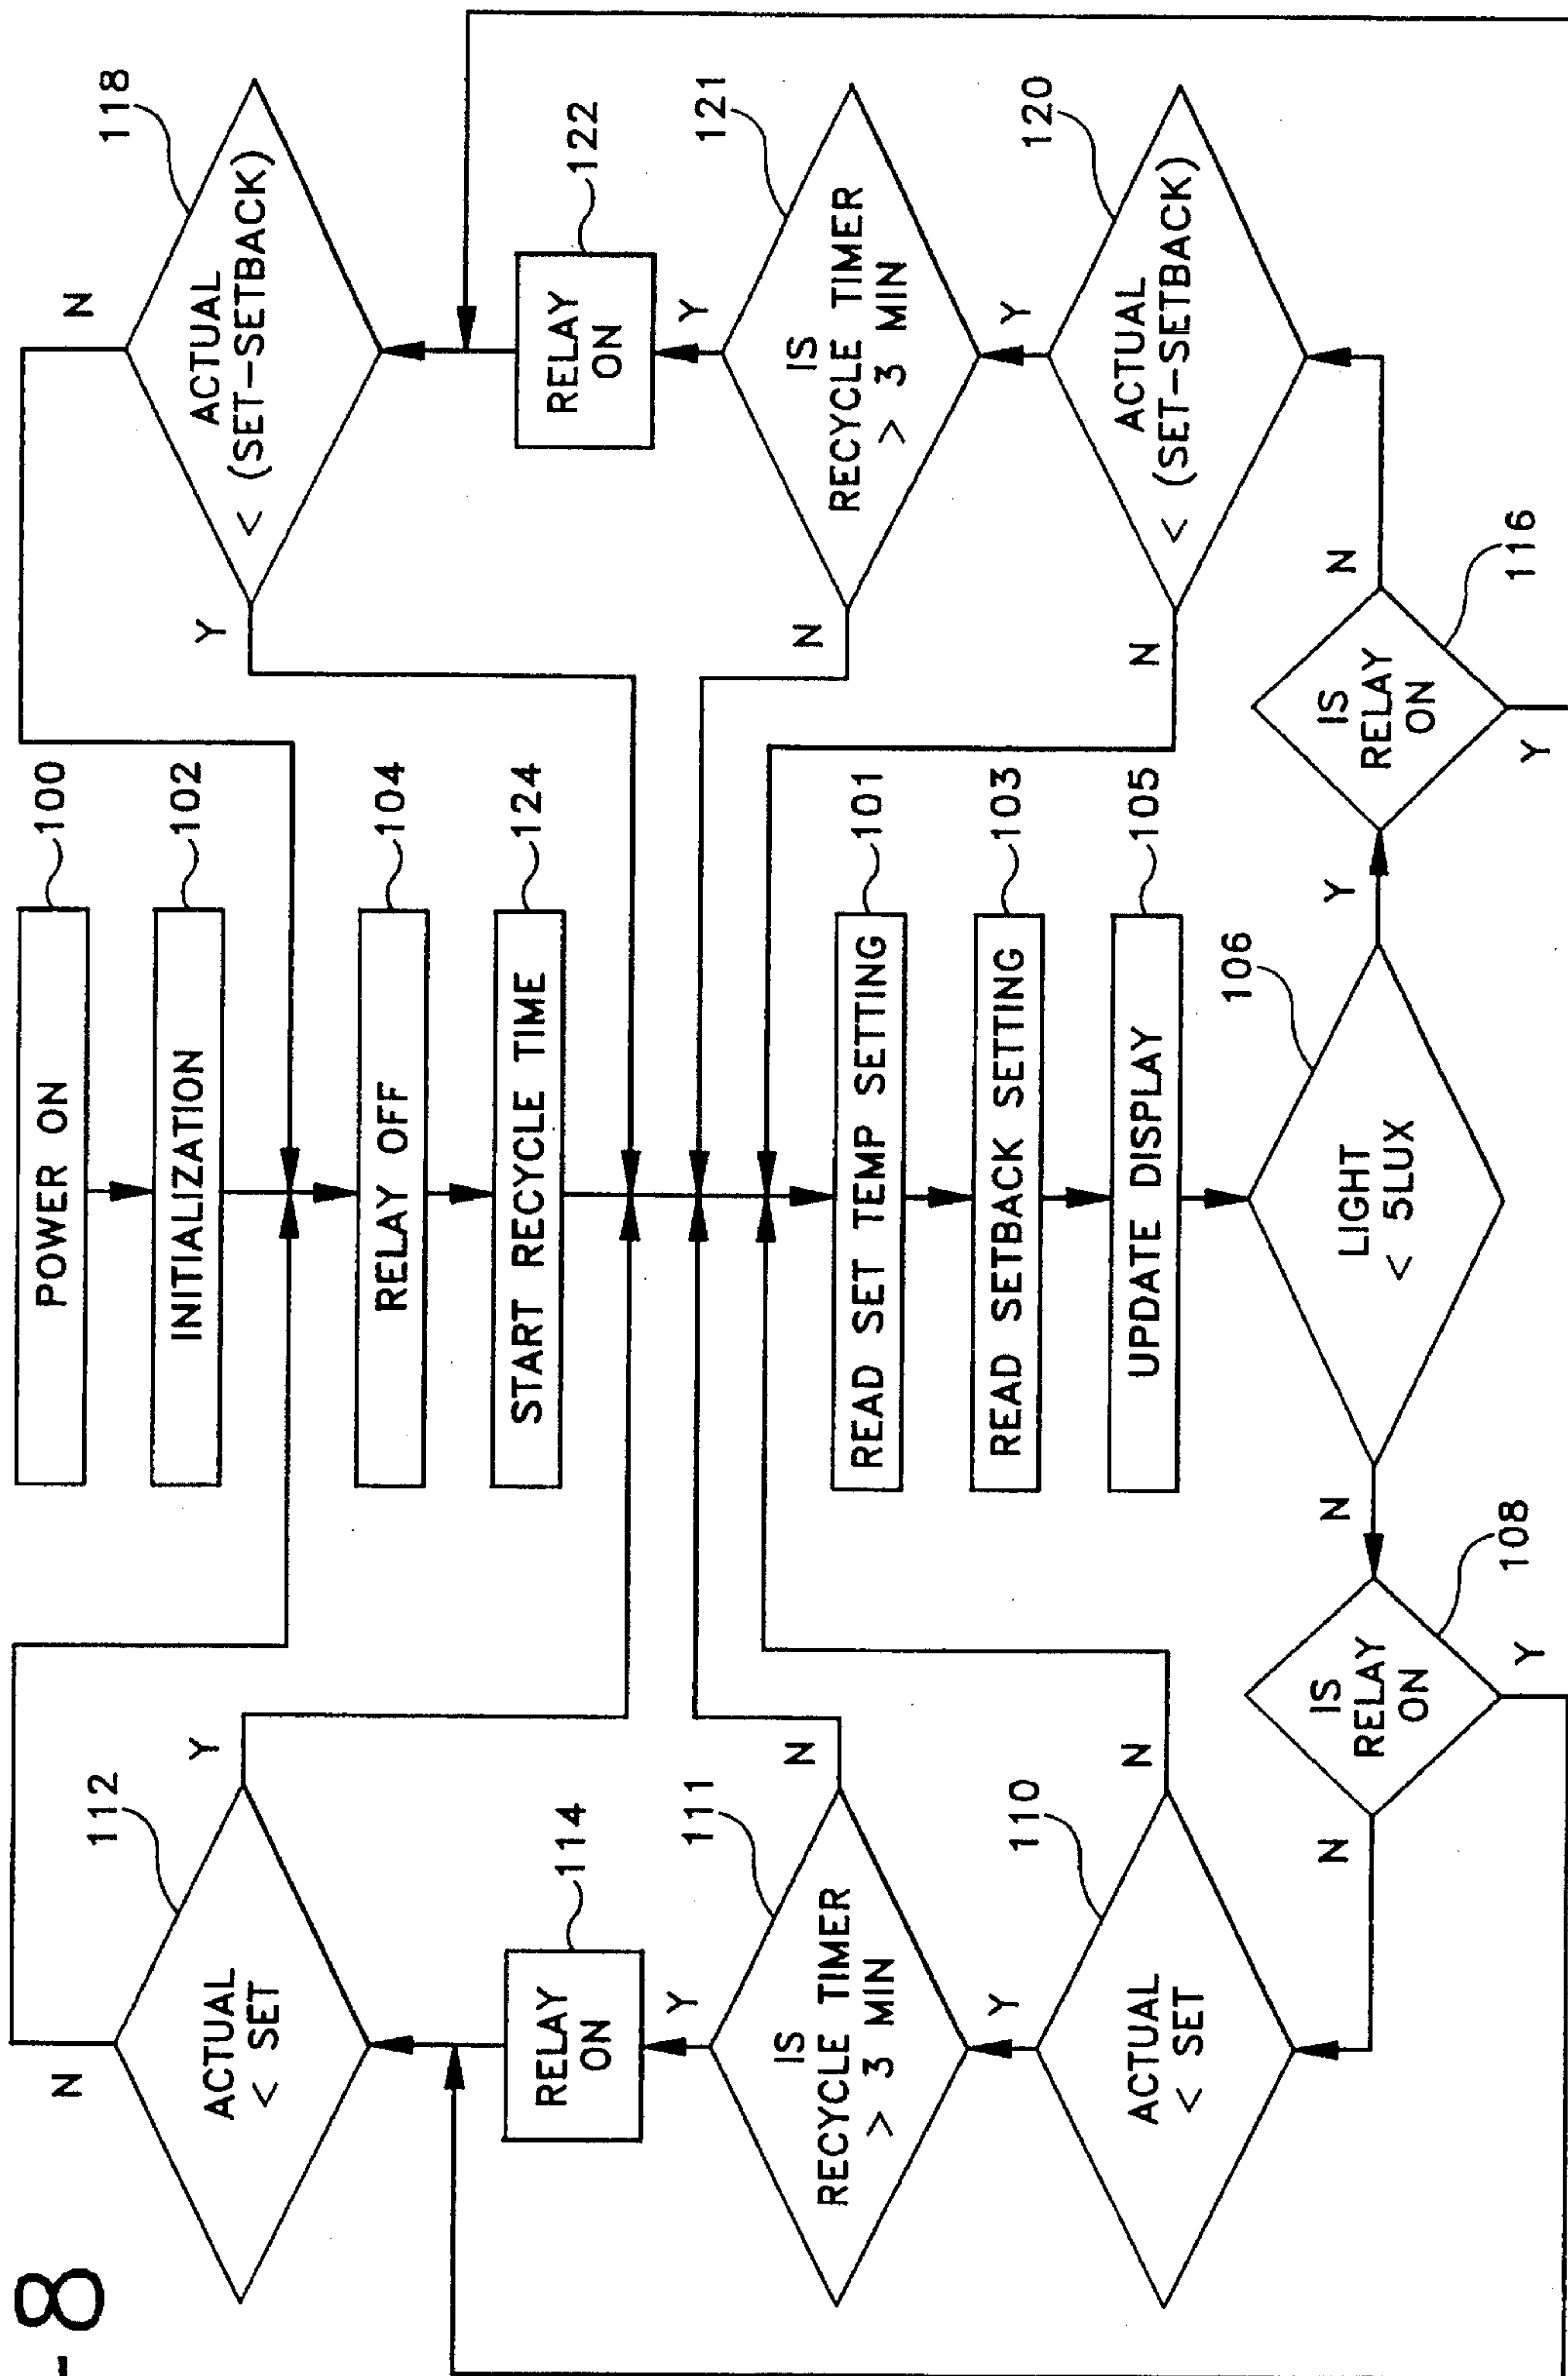 - 8
POWER ON
100
INITIALIZATION
102
RELAY OFF
104
START RECYCLE TIME
124
READ SET TEMP SETTING
101
READ SETBACK SETTING
103
UPDATE DISPLAY
105
LIGHT
< 5LUX
106
N
Y
IS
RELAY
ON
108
N
Y
ACTUAL
< SET
110
Y
N
IS
RECYCLE TIMER
> 3 MIN
111
Y
N
RELAY
ON
114
ACTUAL
< SET
112
N
Y
IS
RELAY
ON
116
N
Y
ACTUAL
< (SET-SETBACK)
120
Y
N
IS
RECYCLE TIMER
> 3 MIN
121
Y
N
RELAY
ON
122
ACTUAL
< (SET-SETBACK)
118
N
Y